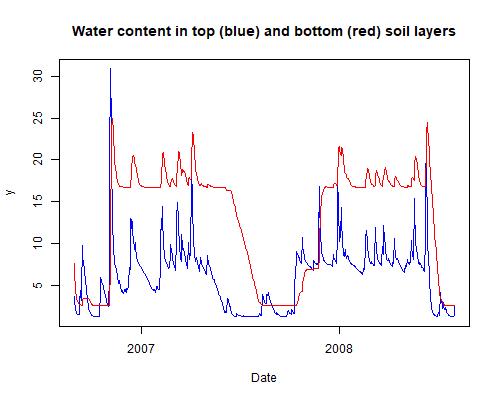 Water content in top (blue) and bottom (red) soil layers
30
25
20
15
10
5
y
2007
2008
Date